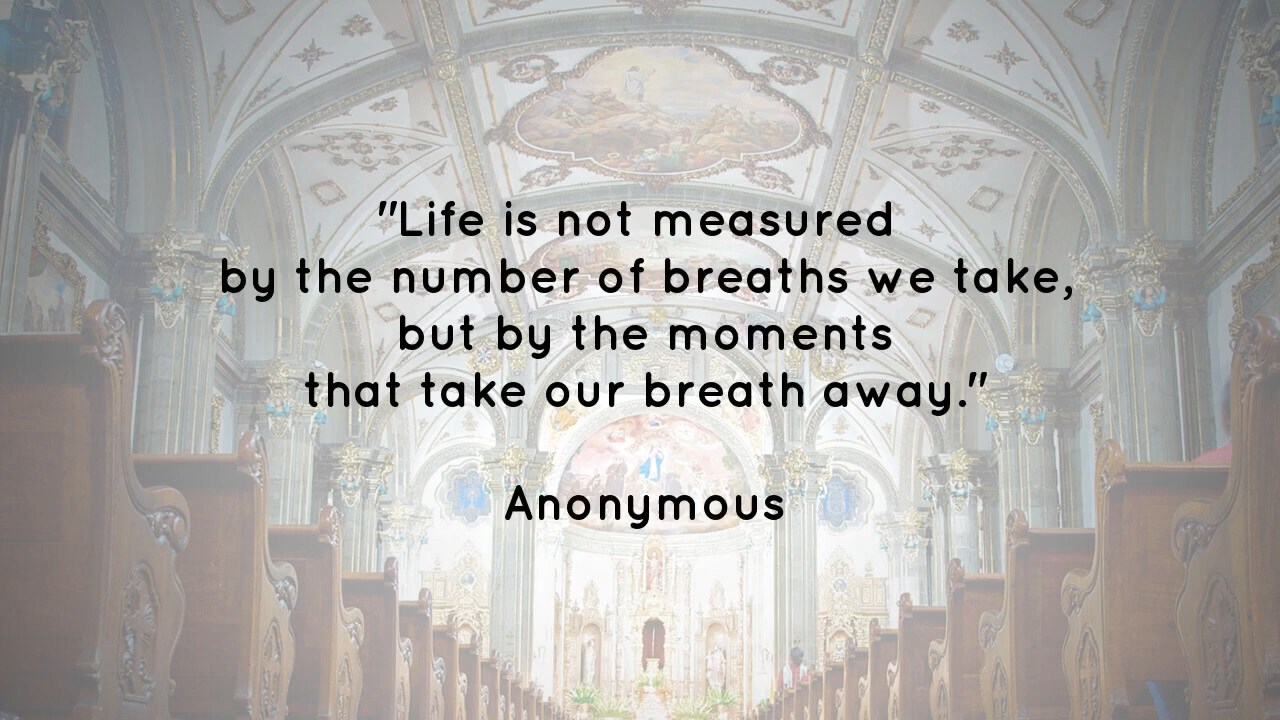 "Life is not measured
by the number of breaths we take,
but by the moments
that take our breath away."
Anonymous